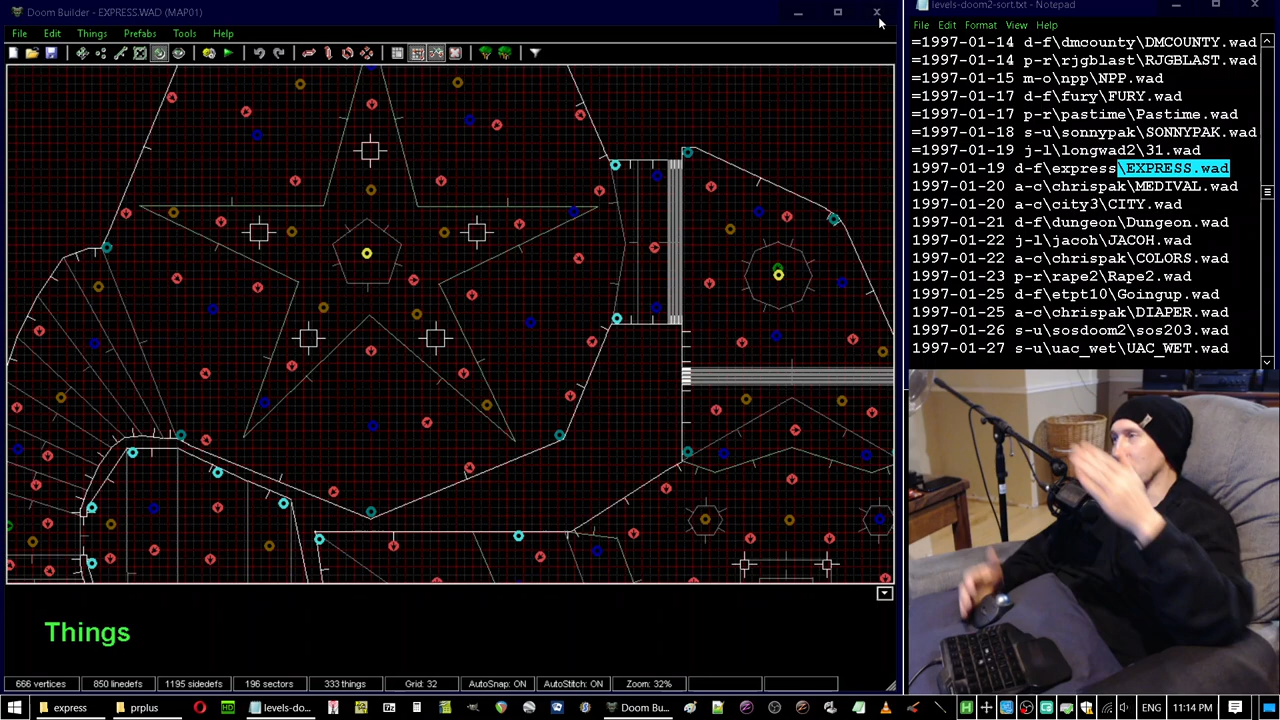 Doom Builder - EXPRESS.WAD (MAP01)
File Edit Things Prefabs Tools Help
Things
666 vertices 850 linedefs 1195 sidedefs 196 sectors 333 things Grid: 32 AutoSnap: ON AutoStitch: ON Zoom: 32%
levels-doom2-sort.txt - Notepad
File Edit Format View Help
=1997-01-14 d-f\dmcounty\DMCOUNTY.wad
=1997-01-14 p-r\rjgblast\RJGBLAST.wad
=1997-01-15 m-o\npp\NPP.wad
=1997-01-17 d-f\fury\FURY.wad
=1997-01-17 p-r\pastime\Pastime.wad
=1997-01-18 s-u\sonnypak\SONNYPAK.wad
=1997-01-19 j-l\longwad2\31.wad
1997-01-19 d-f\express\EXPRESS.wad
1997-01-20 a-c\chrispak\MEDIVAL.wad
1997-01-20 a-c\city3\CITY.wad
1997-01-21 d-f\dungeon\Dungeon.wad
1997-01-22 j-l\jacoh\JACOH.wad
1997-01-22 a-c\chrispak\COLORS.wad
1997-01-23 p-r\rape2\Rape2.wad
1997-01-25 d-f\etpt10\Goingup.wad
1997-01-25 a-c\chrispak\DIAPER.wad
1997-01-26 s-u\sosdoom2\sos203.wad
1997-01-27 s-u\uac_wet\UAC_WET.wad
express prplus HD levels-do... Doom Bu... ENG 11:14 PM